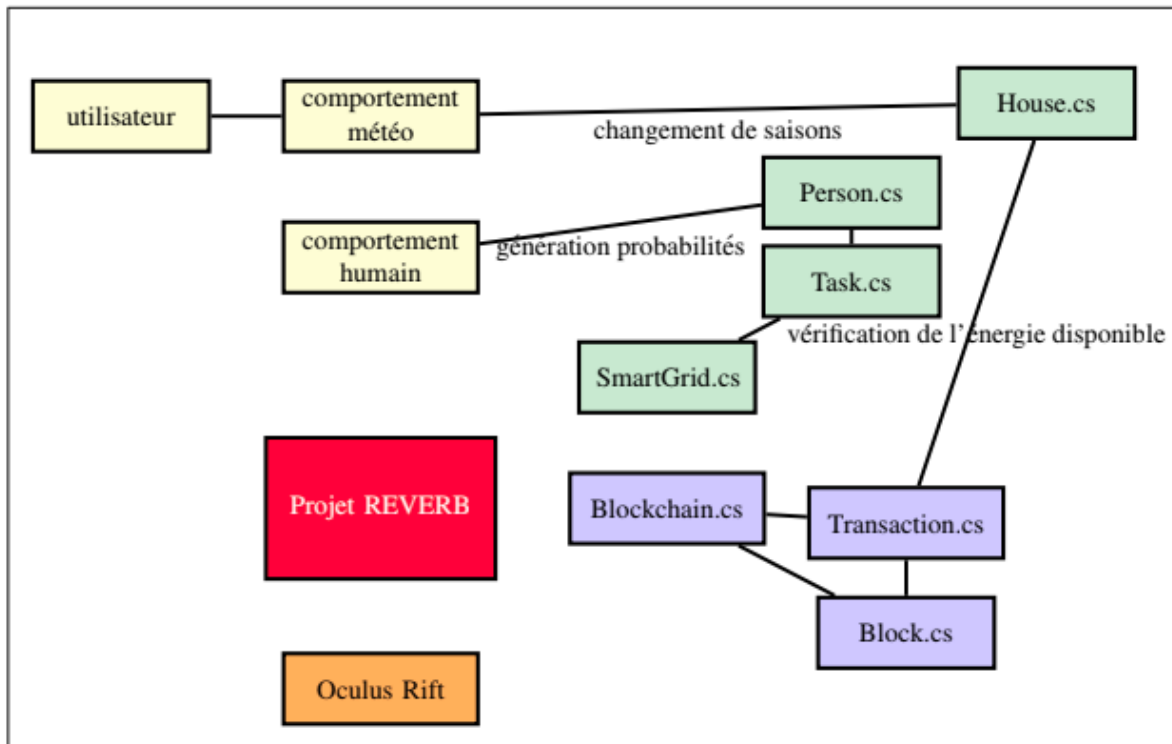 utilisateur
comportement
météo
changement de saisons
House.cs
Person.cs
comportement
humain
génération probabilités
Task.cs
vérification de l'énergie disponible
SmartGrid.cs
Projet REVERB
Blockchain.cs
Transaction.cs
Block.cs
Oculus Rift